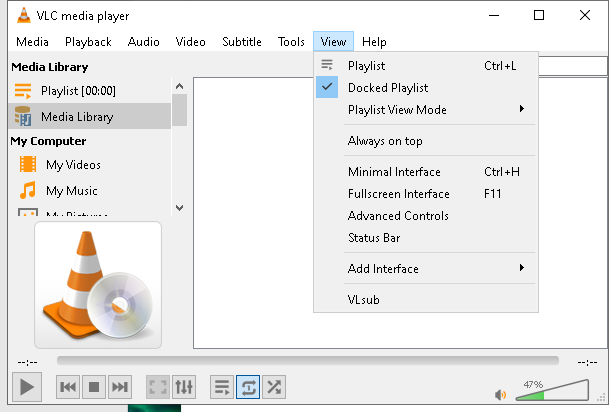 VLC media player
Media Playback Audio Video Subtitle Tools View Help
Media Library
Playlist [00:00]
Media Library
My Computer
My Videos
My Music
My Pictures
Playlist Ctrl+L
Docked Playlist
Playlist View Mode
Always on top
Minimal Interface Ctrl+H
Fullscreen Interface F11
Advanced Controls
Status Bar
Add Interface
VLsub
--:-- --:--
47%